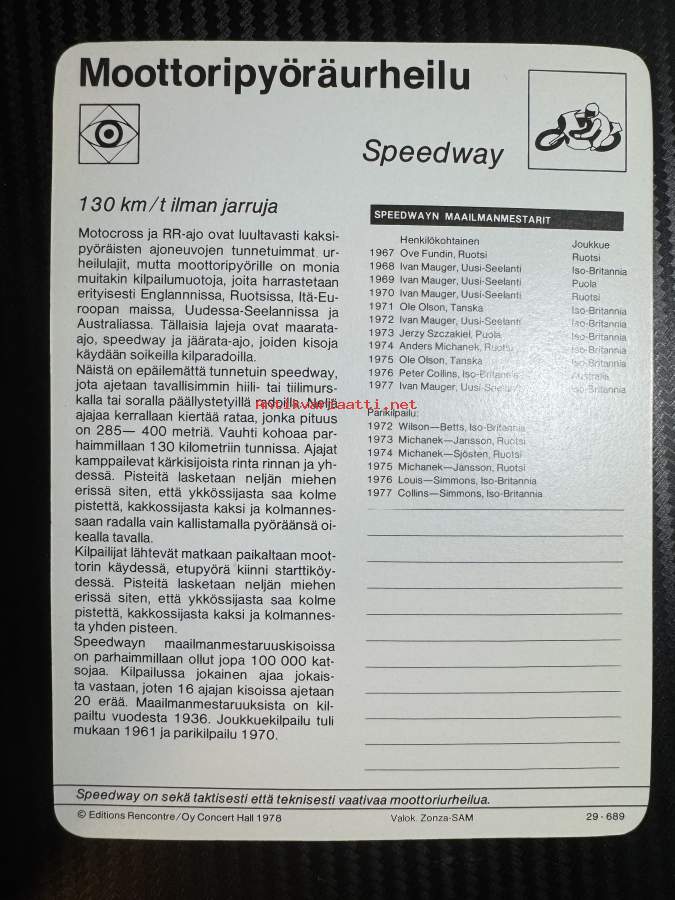 Moottoripyöräurheilu
Speedway
130 km/t ilman jarruja
Motocross ja RR-ajo ovat luultavasti kaksi-
pyöräisten ajoneuvojen tunnetuimmat ur-
heilulajit, mutta moottoripyörille on monia
muitakin kilpailumuotoja, joita harrastetaan
erityisesti Englannnissa, Ruotsissa, Itä-Eu-
roopan maissa, Uudessa-Seelannissa ja
Australiassa. Tällaisia lajeja ovat maarata-
ajo, speedway ja jäärata-ajo, joiden kisoja
käydään soikeilla kilparadoilla.
Näistä on epäilemättä tunnetuin speedway,
jota ajetaan tavallisimmin hiili- tai tiilimurs-
kalla tai soralla päällystetyillä radoilla. Neljä
ajajaa kerrallaan kiertää rataa, jonka pituus
on 285— 400 metriä. Vauhti kohoaa par-
haimmillaan 130 kilometriin tunnissa. Ajajat
kamppailevat kärkisijoista rinta rinnan ja yh-
dessä. Pisteitä lasketaan neljän miehen
erissä siten, että ykkössijasta saa kolme
pistettä, kakkossijasta kaksi ja kolmannes-
saan radalla vain kallistamalla pyöräänsä oi-
kealla tavalla.
Kilpailijat lähtevät matkaan paikaltaan moot-
torin käydessä, etupyörä kiinni starttiköy-
dessä. Pisteitä lasketaan neljän miehen
erissä siten, että ykkössijasta saa kolme
pistettä, kakkossijasta kaksi ja kolmannes-
ta yhden pisteen.
Speedwayn maailmanmestaruuskisoissa
on parhaimmillaan ollut jopa 100 000 kat-
sojaa. Kilpailussa jokainen ajaa jokais-
ta vastaan, joten 16 ajajan kisoissa ajetaan
20 erää. Maailmanmestaruuksista on kil-
pailtu vuodesta 1936. Joukkuekilpailu tuli
mukaan 1961 ja parikilpailu 1970.
SPEEDWAYN MAAILMANMESTARIT
Henkilökohtainen Joukkue
1967 Ove Fundin, Ruotsi Ruotsi
1968 Ivan Mauger, Uusi-Seelanti Iso-Britannia
1969 Ivan Mauger, Uusi-Seelanti Puola
1970 Ivan Mauger, Uusi-Seelanti Ruotsi
1971 Ole Olson, Tanska Iso-Britannia
1972 Ivan Mauger, Uusi-Seelanti Iso-Britannia
1973 Jerzy Szczakiel, Puola Iso-Britannia
1974 Anders Michanek, Ruotsi Iso-Britannia
1975 Ole Olson, Tanska Iso-Britannia
1976 Peter Collins, Iso-Britannia Australia
1977 Ivan Mauger, Uusi-Seelanti Iso-Britannia
Parikilpailu:
1972 Wilson—Betts, Iso-Britannia
1973 Michanek—Jansson, Ruotsi
1974 Michanek—Sjösten, Ruotsi
1975 Michanek—Jansson, Ruotsi
1976 Louis—Simmons, Iso-Britannia
1977 Collins—Simmons, Iso-Britannia
Antikvariaatti.net
Speedway on sekä taktisesti että teknisesti vaativaa moottoriurheilua.
© Editions Rencontre/Oy Concert Hall 1978 Valok. Zonza-SAM 29 - 689